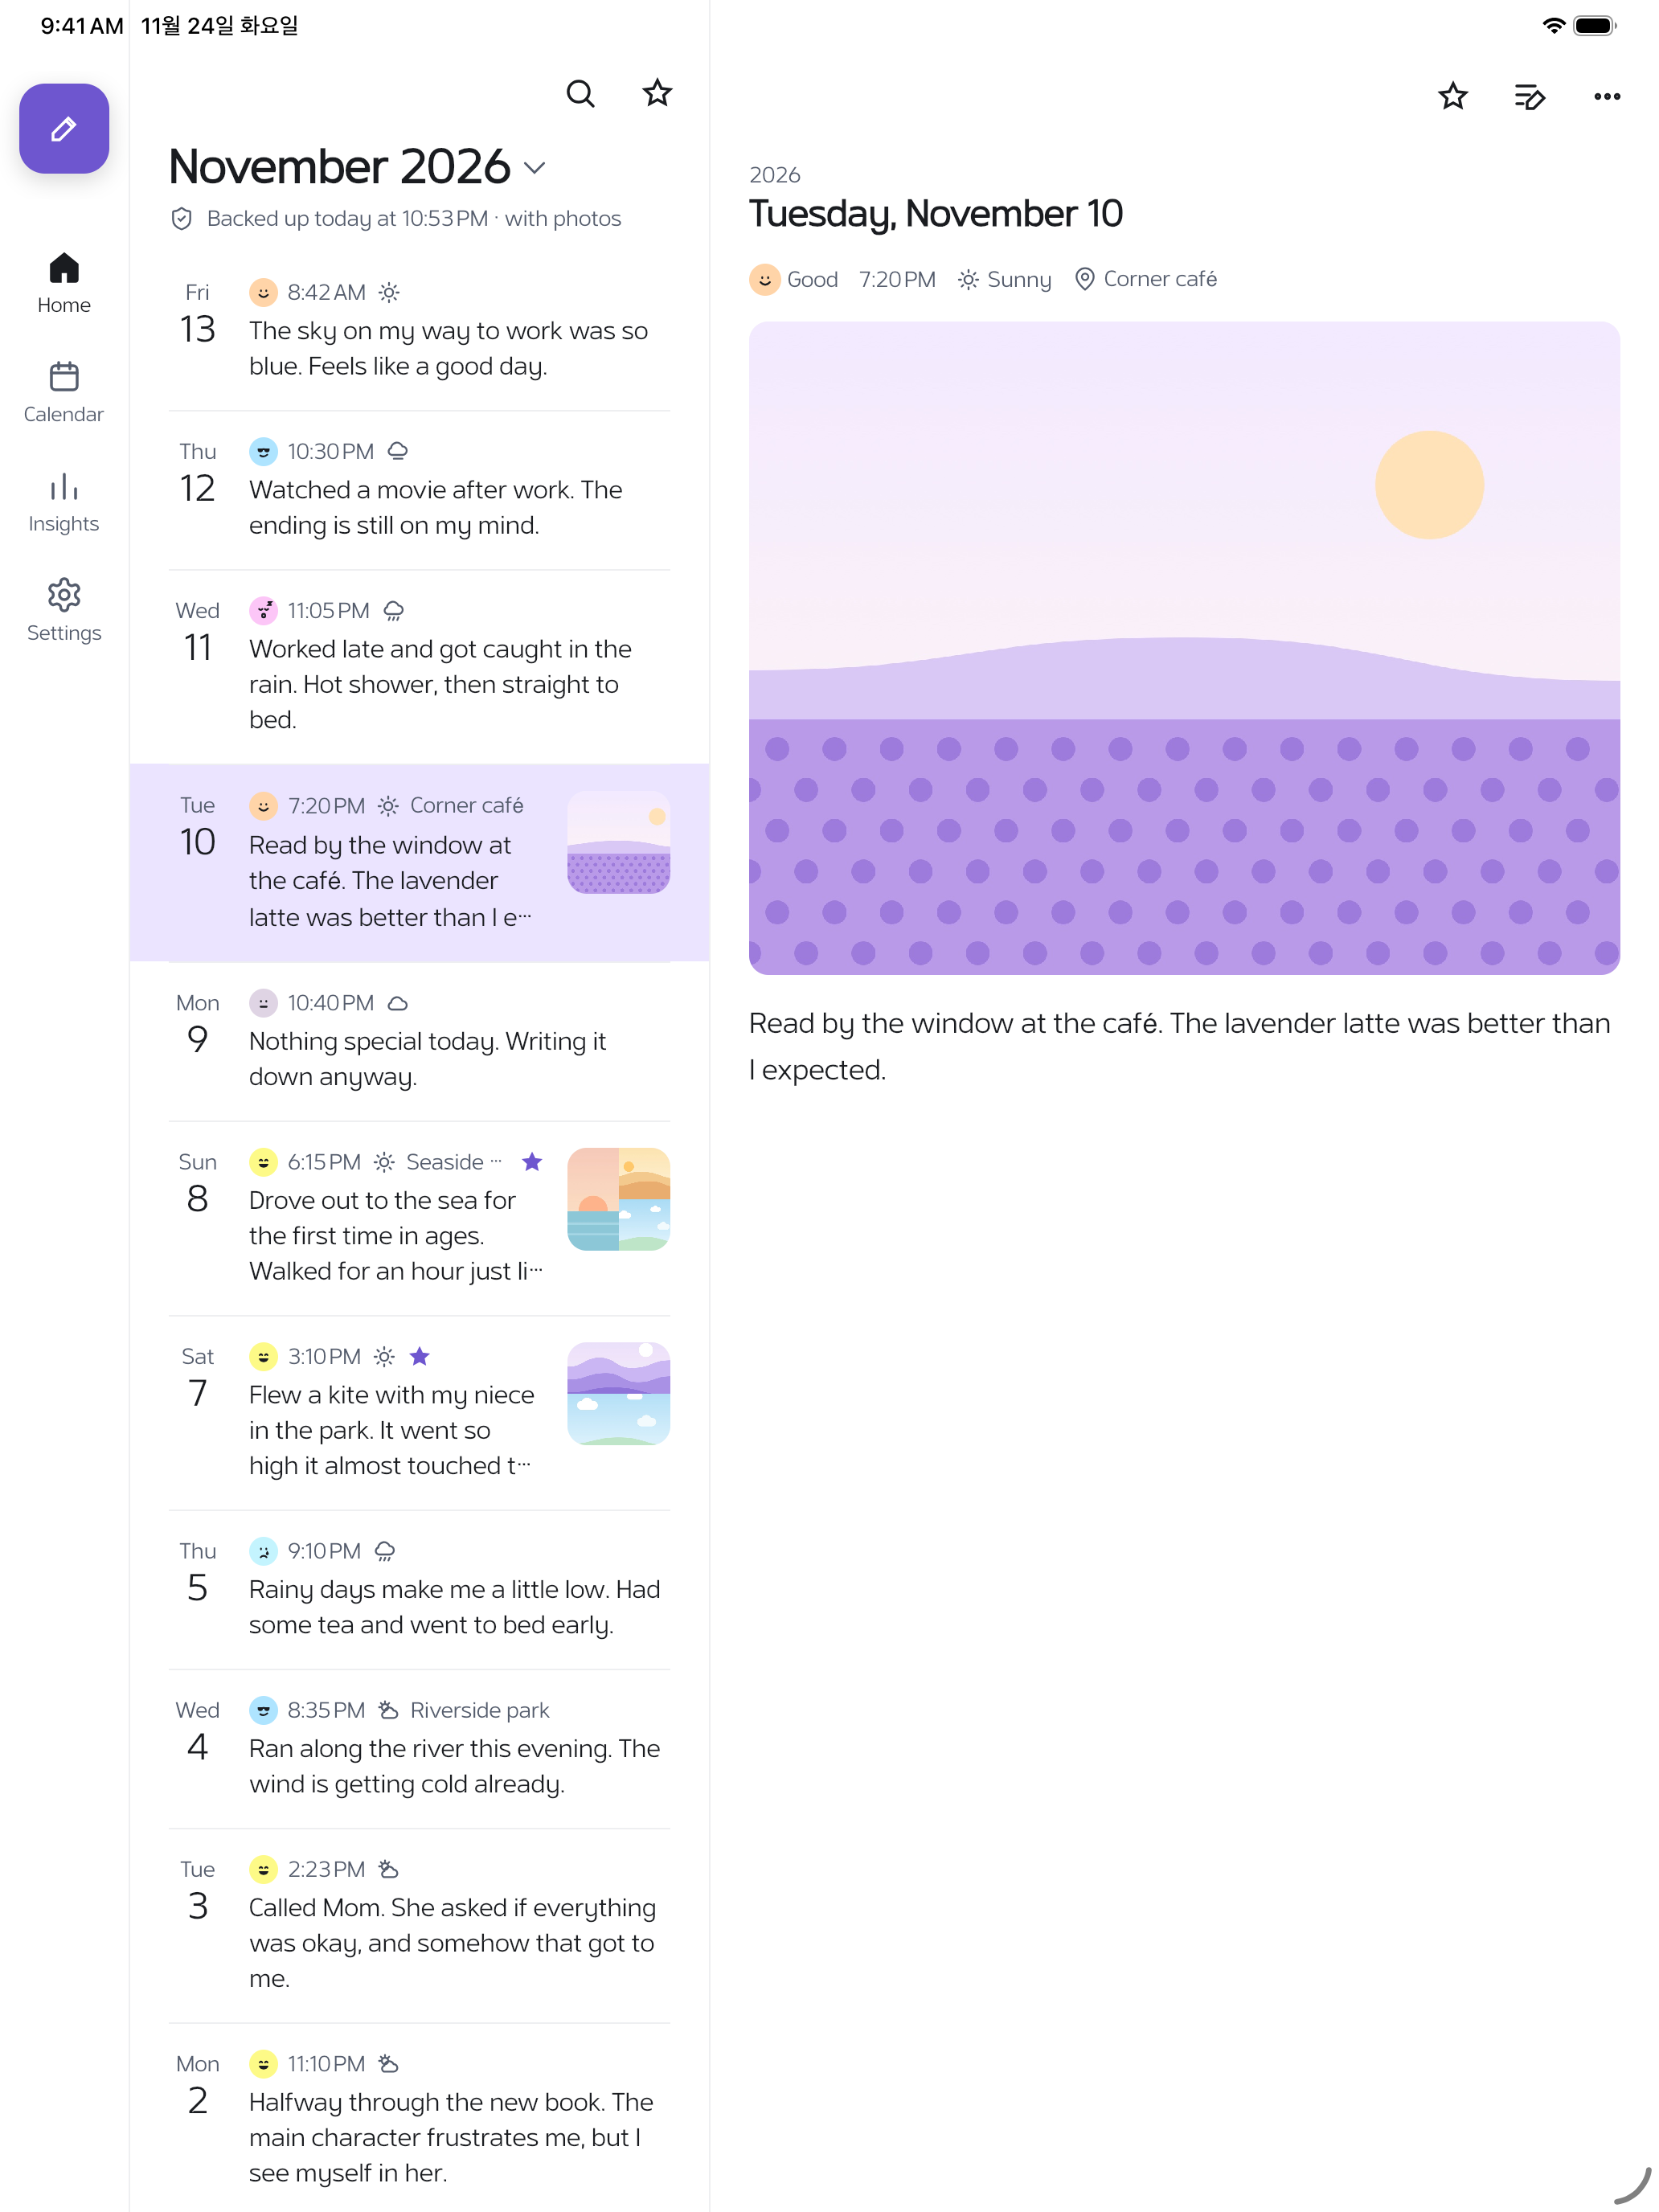 9:41 AM 11월 24일 화요일
Home
Calendar
Insights
Settings
November 2026
Backed up today at 10:53 PM · with photos
Fri
13
8:42 AM
The sky on my way to work was so
blue. Feels like a good day.
Thu
12
10:30 PM
Watched a movie after work. The
ending is still on my mind.
Wed
11
11:05 PM
Worked late and got caught in the
rain. Hot shower, then straight to
bed.
Tue
10
7:20 PM Corner café
Read by the window at
the café. The lavender
latte was better than I e…
Mon
9
10:40 PM
Nothing special today. Writing it
down anyway.
Sun
8
6:15 PM Seaside …
Drove out to the sea for
the first time in ages.
Walked for an hour just li…
Sat
7
3:10 PM
Flew a kite with my niece
in the park. It went so
high it almost touched t…
Thu
5
9:10 PM
Rainy days make me a little low. Had
some tea and went to bed early.
Wed
4
8:35 PM Riverside park
Ran along the river this evening. The
wind is getting cold already.
Tue
3
2:23 PM
Called Mom. She asked if everything
was okay, and somehow that got to
me.
Mon
2
11:10 PM
Halfway through the new book. The
main character frustrates me, but I
see myself in her.
2026
Tuesday, November 10
Good 7:20 PM Sunny Corner café
Read by the window at the café. The lavender latte was better than
I expected.